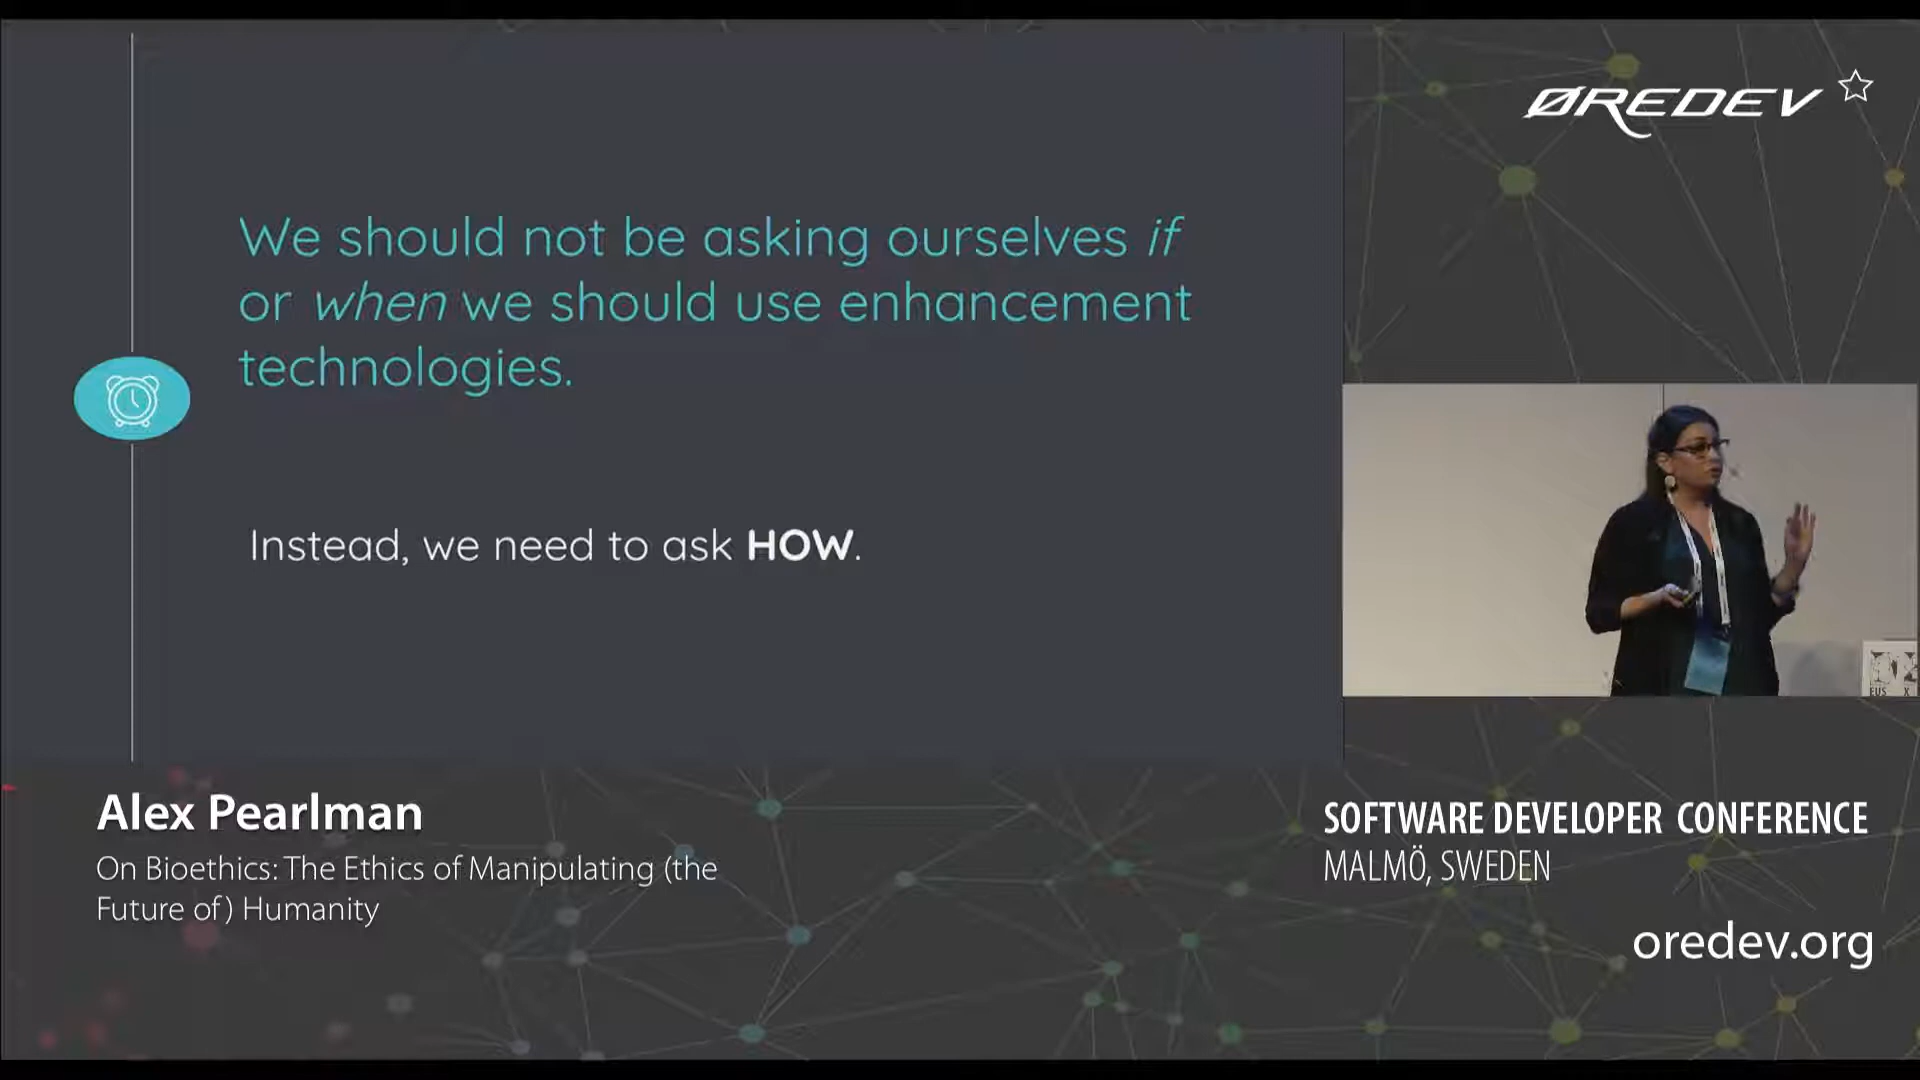 ØREDEV
We should not be asking ourselves if
or when we should use enhancement
technologies.
Instead, we need to ask HOW.
EUS X
Alex Pearlman
On Bioethics: The Ethics of Manipulating (the
Future of) Humanity
SOFTWARE DEVELOPER CONFERENCE
MALMÖ, SWEDEN
oredev.org